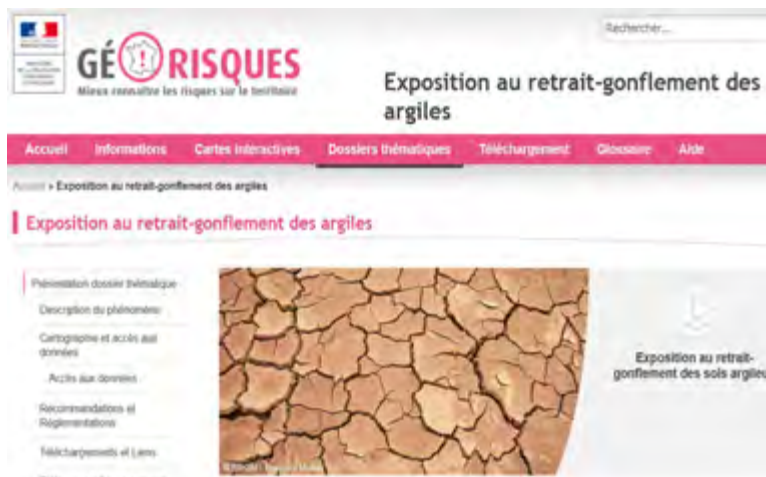 Rechercher...
GÉORISQUES
Mieux connaître les risques sur le territoire
Exposition au retrait-gonflement des
argiles
Accueil Informations Cartes Interactives Dossiers thématiques Téléchargement Glossaire Aide
Accueil » Exposition au retrait-gonflement des argiles
Exposition au retrait-gonflement des argiles
Présentation dossier thématique
Description du phénomène
Cartographie et accès aux
données
Accès aux données
Recommandations et
Réglementations
Téléchargements et Liens
Exposition au retrait-
gonflement des sols argileu